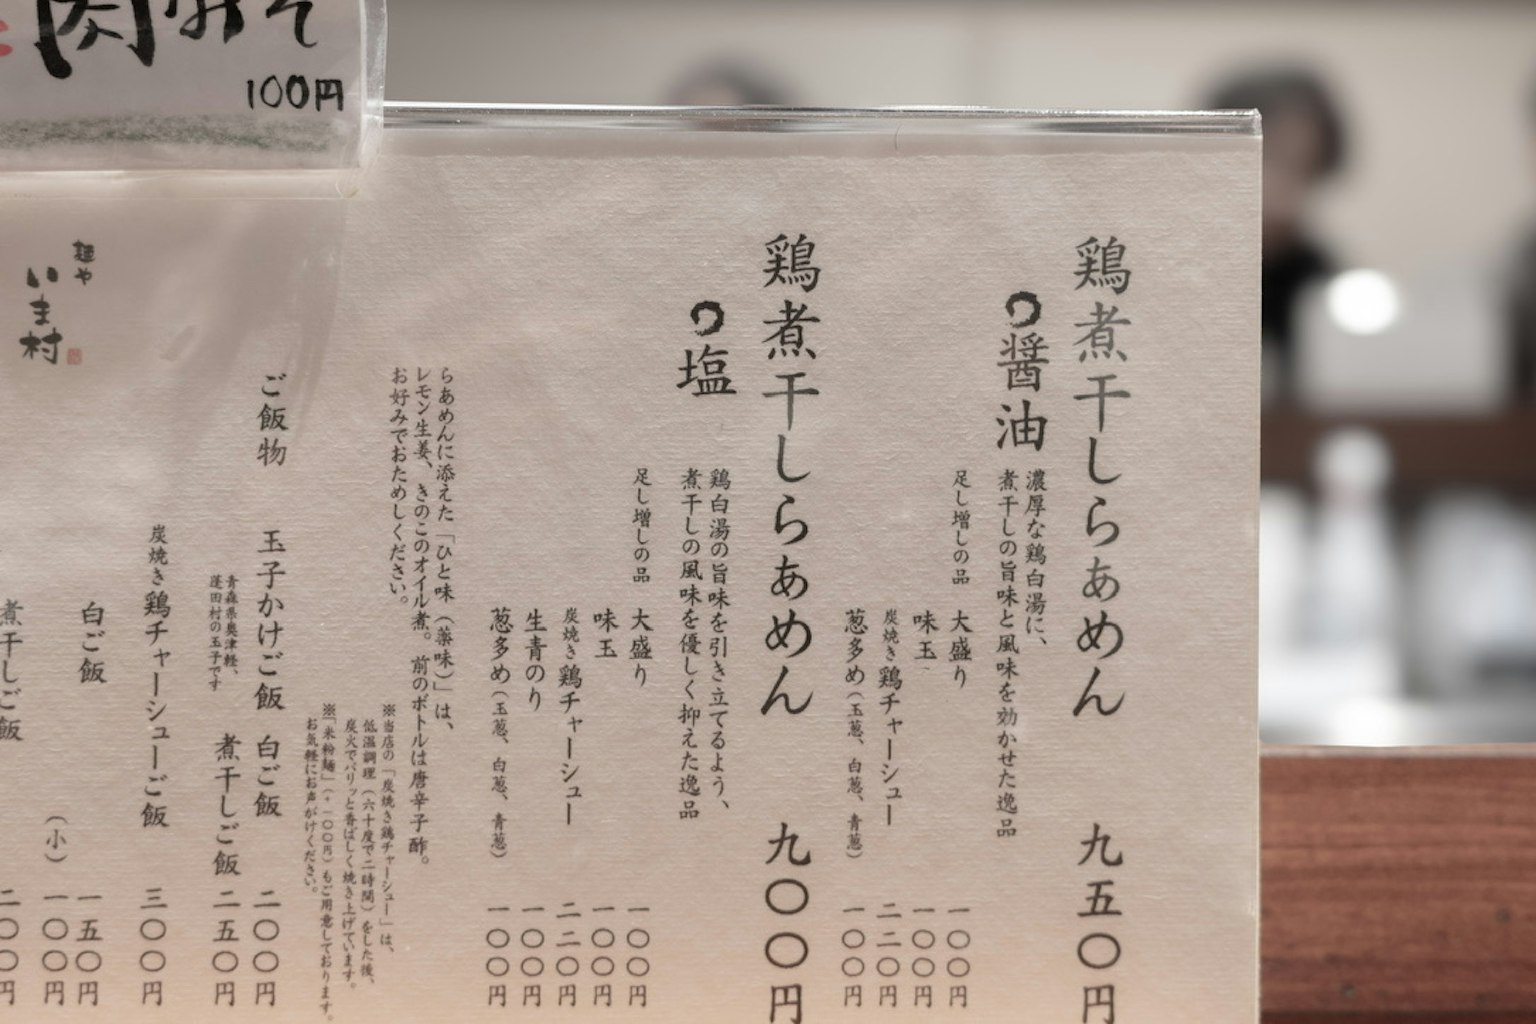 100円
鶏煮干しらぁめん 九五〇円
醤油
濃厚な鶏白湯に、
煮干しの旨味と風味を効かせた逸品
足し増しの品 大盛り 一〇〇円
味玉 一〇〇円
炭焼き鶏チャーシュー 二二〇円
葱多め(玉葱、白葱、青葱) 一〇〇円
鶏煮干しらぁめん 九〇〇円
塩
鶏白湯の旨味を引き立てるよう、
煮干しの風味を優しく抑えた逸品
足し増しの品 大盛り 一〇〇円
味玉 一〇〇円
炭焼き鶏チャーシュー 二二〇円
生青のり 一〇〇円
葱多め(玉葱、白葱、青葱) 一〇〇円
らあめんに添えた「ひと味(薬味)」は、
レモン生姜、きのこのオイル煮。前のボトルは唐辛子酢。
お好みでおためしください。
※当店の「炭焼き鶏チャーシュー」は、
低温調理(六十度で二時間)をした後、
炭火でパリッと香ばしく焼き上げています。
※「米粉麺」(+一〇〇円)もご用意しております。
お気軽にお声がけください。
ご飯物 玉子かけご飯 白ご飯 二〇〇円
青森県奥津軽、
蓬田村の玉子です
煮干しご飯 二五〇円
炭焼き鶏チャーシューご飯 三〇〇円
白ご飯 一五〇円
(小) 一〇〇円
煮干しご飯 二〇〇円
麺や
いま村